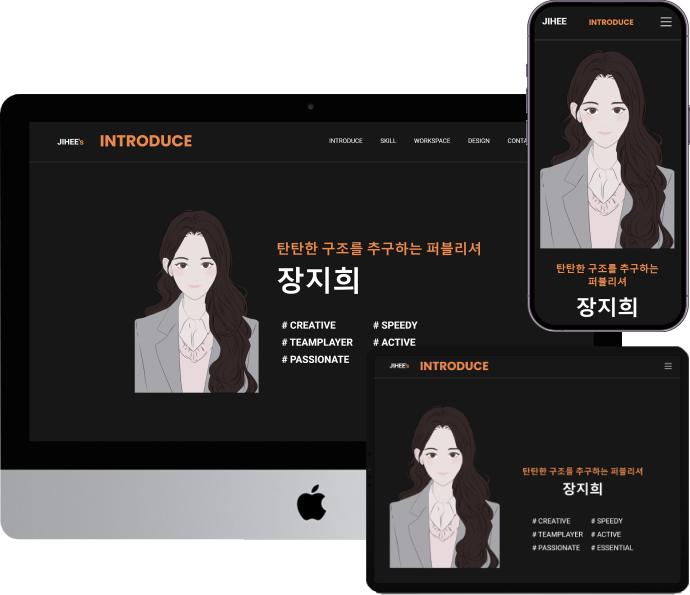 JIHEE's INTRODUCE INTRODUCE SKILL WORKSPACE DESIGN
탄탄한 구조를 추구하는 퍼블리셔
장지희
# CREATIVE # SPEEDY
# TEAMPLAYER # ACTIVE
# PASSIONATE
JIHEE INTRODUCE
탄탄한 구조를 추구하는
퍼블리셔
장지희
JIHEE's INTRODUCE
탄탄한 구조를 추구하는 퍼블리셔
장지희
# CREATIVE # SPEEDY
# TEAMPLAYER # ACTIVE
# PASSIONATE # ESSENTIAL